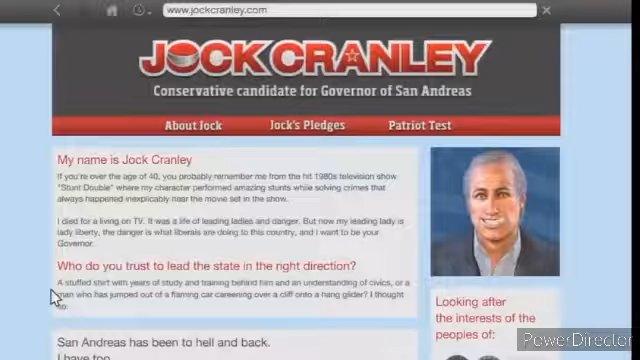 www.jockcranley.com
JOCK CRANLEY
Conservative candidate for Governor of San Andreas
About Jock Jock's Pledges Patriot Test
My name is Jock Cranley
If you're over the age of 40, you probably remember me from the hit 1980s television show
"Stunt Double" where my character performed amazing stunts while solving crimes that
always happened inexplicably near the movie set in the show.
I died for a living on TV. It was a life of leading ladies and danger. But now my leading lady is
lady liberty, the danger is what liberals are doing to this country, and I want to be your
Governor.
Who do you trust to lead the state in the right direction?
A stuffed shirt with years of study and training behind him and an understanding of civics, or a
man who has jumped out of a flaming car careening over a cliff onto a hang glider? I thought
so.
San Andreas has been to hell and back.
I have too
Looking after
the interests of the
peoples of:
PowerDirector